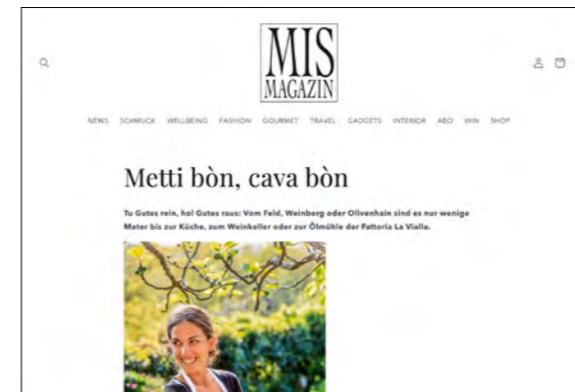 MIS
MAGAZIN
NEWS SCHMUCK WELLBEING FASHION GOURMET TRAVEL GADGETS INTERIOR ABO WIN SHOP
Metti bòn, cava bòn
Tu Gutes rein, hol Gutes raus: Vom Feld, Weinberg oder Olivenhain sind es nur wenige
Meter bis zur Küche, zum Weinkeller oder zur Ölmühle der Fattoria La Vialla.